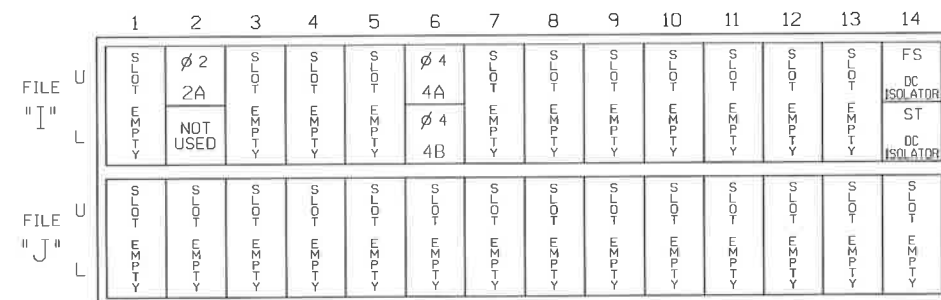 1 2 3 4 5 6 7 8 9 10 11 12 13 14
FILE "I"
U
L
SLOT EMPTY
Ø 2
2A
NOT
USED
SLOT EMPTY
SLOT EMPTY
SLOT EMPTY
Ø 4
4A
Ø 4
4B
SLOT EMPTY
SLOT EMPTY
SLOT EMPTY
SLOT EMPTY
SLOT EMPTY
SLOT EMPTY
SLOT EMPTY
FS
DC
ISOLATOR
ST
DC
ISOLATOR
FILE "J"
U
L
SLOT EMPTY
SLOT EMPTY
SLOT EMPTY
SLOT EMPTY
SLOT EMPTY
SLOT EMPTY
SLOT EMPTY
SLOT EMPTY
SLOT EMPTY
SLOT EMPTY
SLOT EMPTY
SLOT EMPTY
SLOT EMPTY
SLOT EMPTY